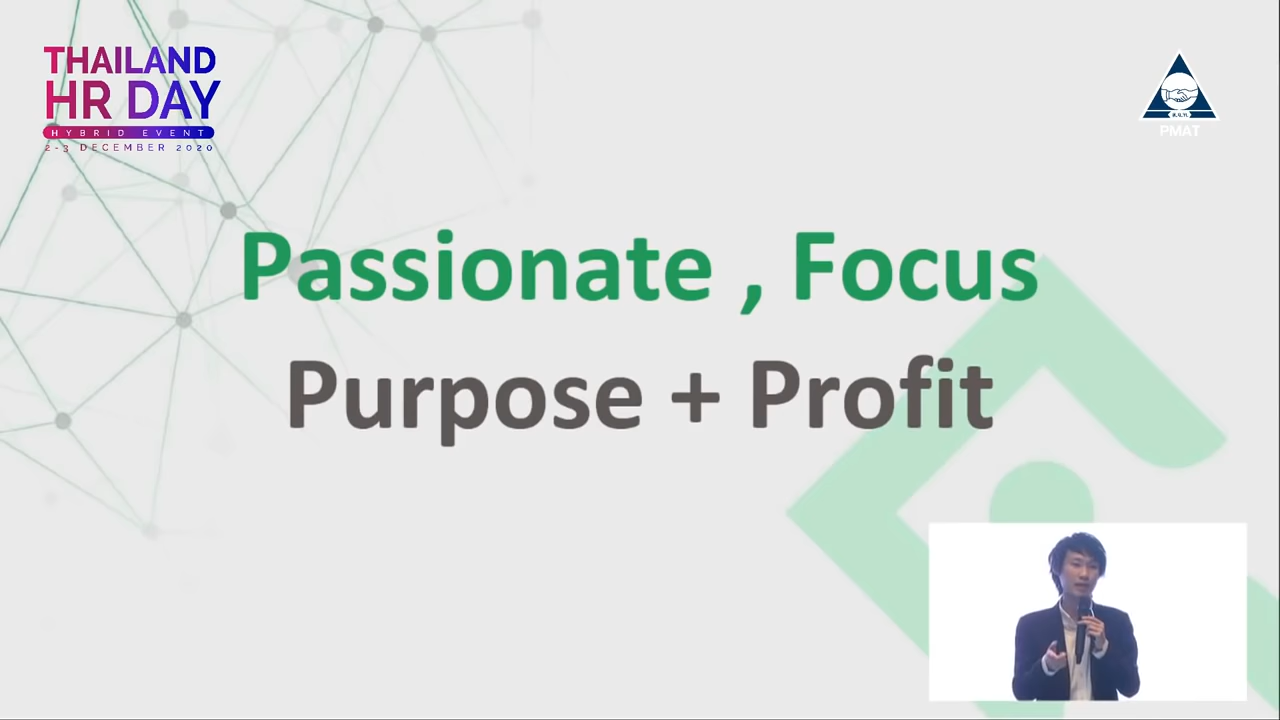 THAILAND
HR DAY
HYBRID EVENT
2-3 DECEMBER 2020
PMAT
Passionate , Focus
Purpose + Profit